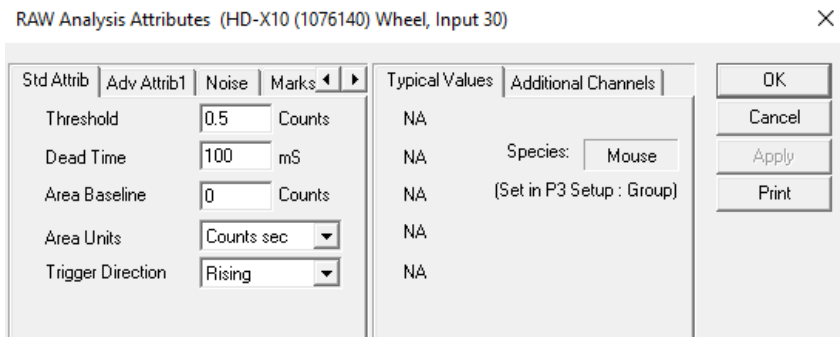 RAW Analysis Attributes (HD-X10 (1076140) Wheel, Input 30)
Std Attrib Adv Attrib1 Noise Marks
Threshold 0.5 Counts
Dead Time 100 mS
Area Baseline 0 Counts
Area Units Counts sec
Trigger Direction Rising
Typical Values Additional Channels
NA
NA Species: Mouse
NA (Set in P3 Setup : Group)
NA
NA
OK
Cancel
Apply
Print